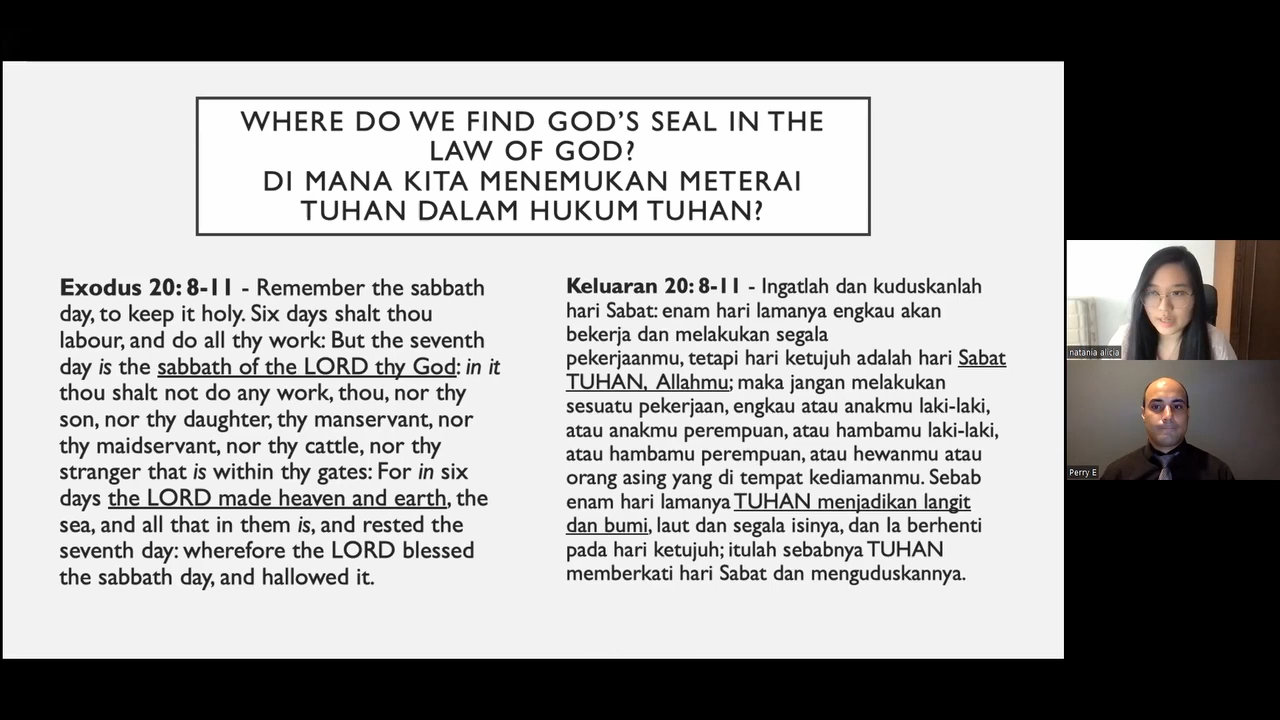 WHERE DO WE FIND GOD'S SEAL IN THE
LAW OF GOD?
DI MANA KITA MENEMUKAN METERAI
TUHAN DALAM HUKUM TUHAN?
Exodus 20: 8-11 - Remember the sabbath
day, to keep it holy. Six days shalt thou
labour, and do all thy work: But the seventh
day is the sabbath of the LORD thy God: in it
thou shalt not do any work, thou, nor thy
son, nor thy daughter, thy manservant, nor
thy maidservant, nor thy cattle, nor thy
stranger that is within thy gates: For in six
days the LORD made heaven and earth, the
sea, and all that in them is, and rested the
seventh day: wherefore the LORD blessed
the sabbath day, and hallowed it.
Keluaran 20: 8-11 - Ingatlah dan kuduskanlah
hari Sabat: enam hari lamanya engkau akan
bekerja dan melakukan segala
pekerjaanmu, tetapi hari ketujuh adalah hari Sabat
TUHAN, Allahmu; maka jangan melakukan
sesuatu pekerjaan, engkau atau anakmu laki-laki,
atau anakmu perempuan, atau hambamu laki-laki,
atau hambamu perempuan, atau hewanmu atau
orang asing yang di tempat kediamanmu. Sebab
enam hari lamanya TUHAN menjadikan langit
dan bumi, laut dan segala isinya, dan Ia berhenti
pada hari ketujuh; itulah sebabnya TUHAN
memberkati hari Sabat dan menguduskannya.
natania alicia
Perry E